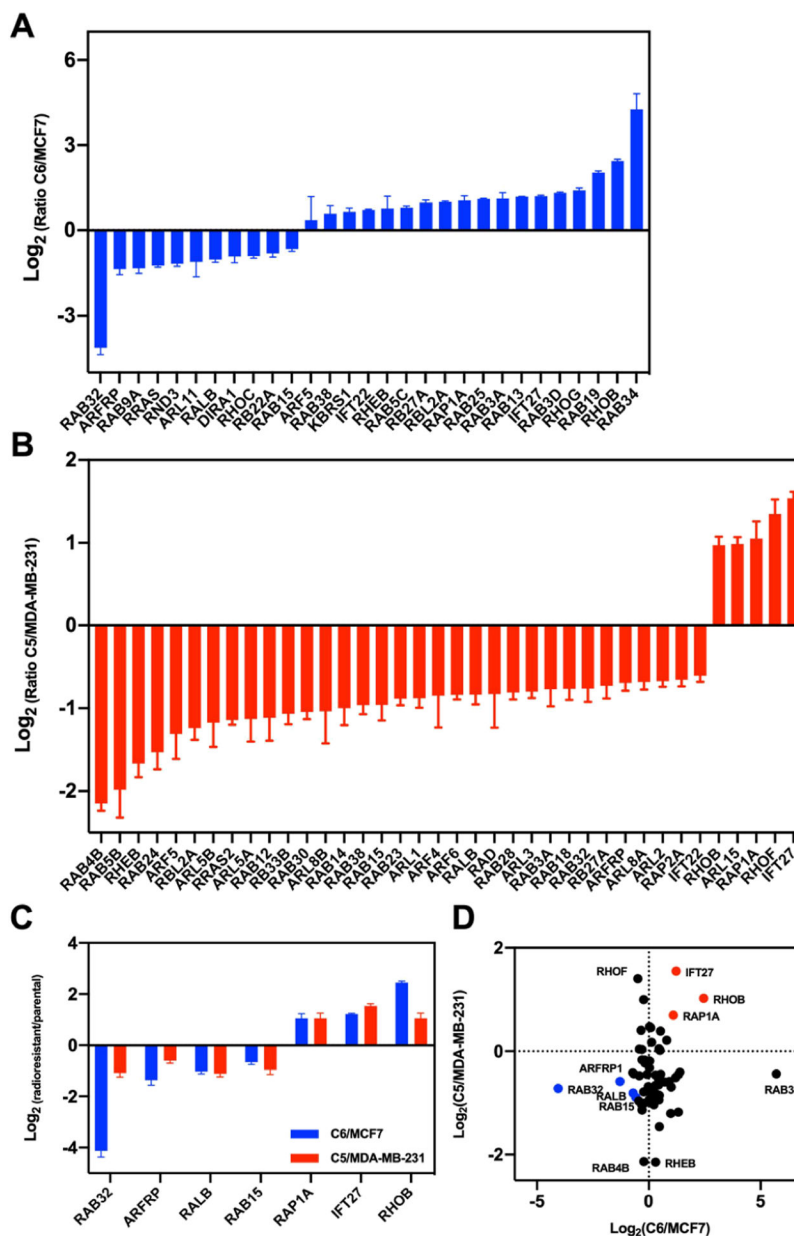 A
6
3
0
-3
Log2 (Ratio C6/MCF7)
RAB32 ARFRP RAB9A RRAS RND3 ARL11 RALB DIRA1 RHOC RB22A RAB15 ARF5 RAB38 KBRS1 IFT22 RHEB RAB5C RB27A RBL2A RAP1A RAB25 RAB3A RAB13 IFT27 RAB3D RHOG RAB19 RHOB RAB34
B
2
1
0
-1
-2
Log2 (Ratio C5/MDA-MB-231)
RAB4B RAB5B RHEB RAB24 ARF5 RBL2A ARL5B RRAS2 ARL5A RAB12 RB33B RAB30 ARL8B RAB14 RAB38 RAB15 RAB23 ARL1 ARF4 ARF6 RALB RAD RAB28 ARL3 RAB3A RAB18 RAB32 RB27A ARFRP ARL8A ARL2 RAP2A IFT22 RHOB ARL15 RAP1A RHOF IFT27
C
4
2
0
-2
-4
Log2 (radioresistant/parental)
C6/MCF7
C5/MDA-MB-231
RAB32 ARFRP RALB RAB15 RAP1A IFT27 RHOB
D
2
0
-2
Log2(C5/MDA-MB-231)
RHOF
IFT27
RHOB
RAP1A
ARFRP1
RAB32
RALB
RAB15
RAB3
RAB4B
RHEB
-5 0 5
Log2(C6/MCF7)